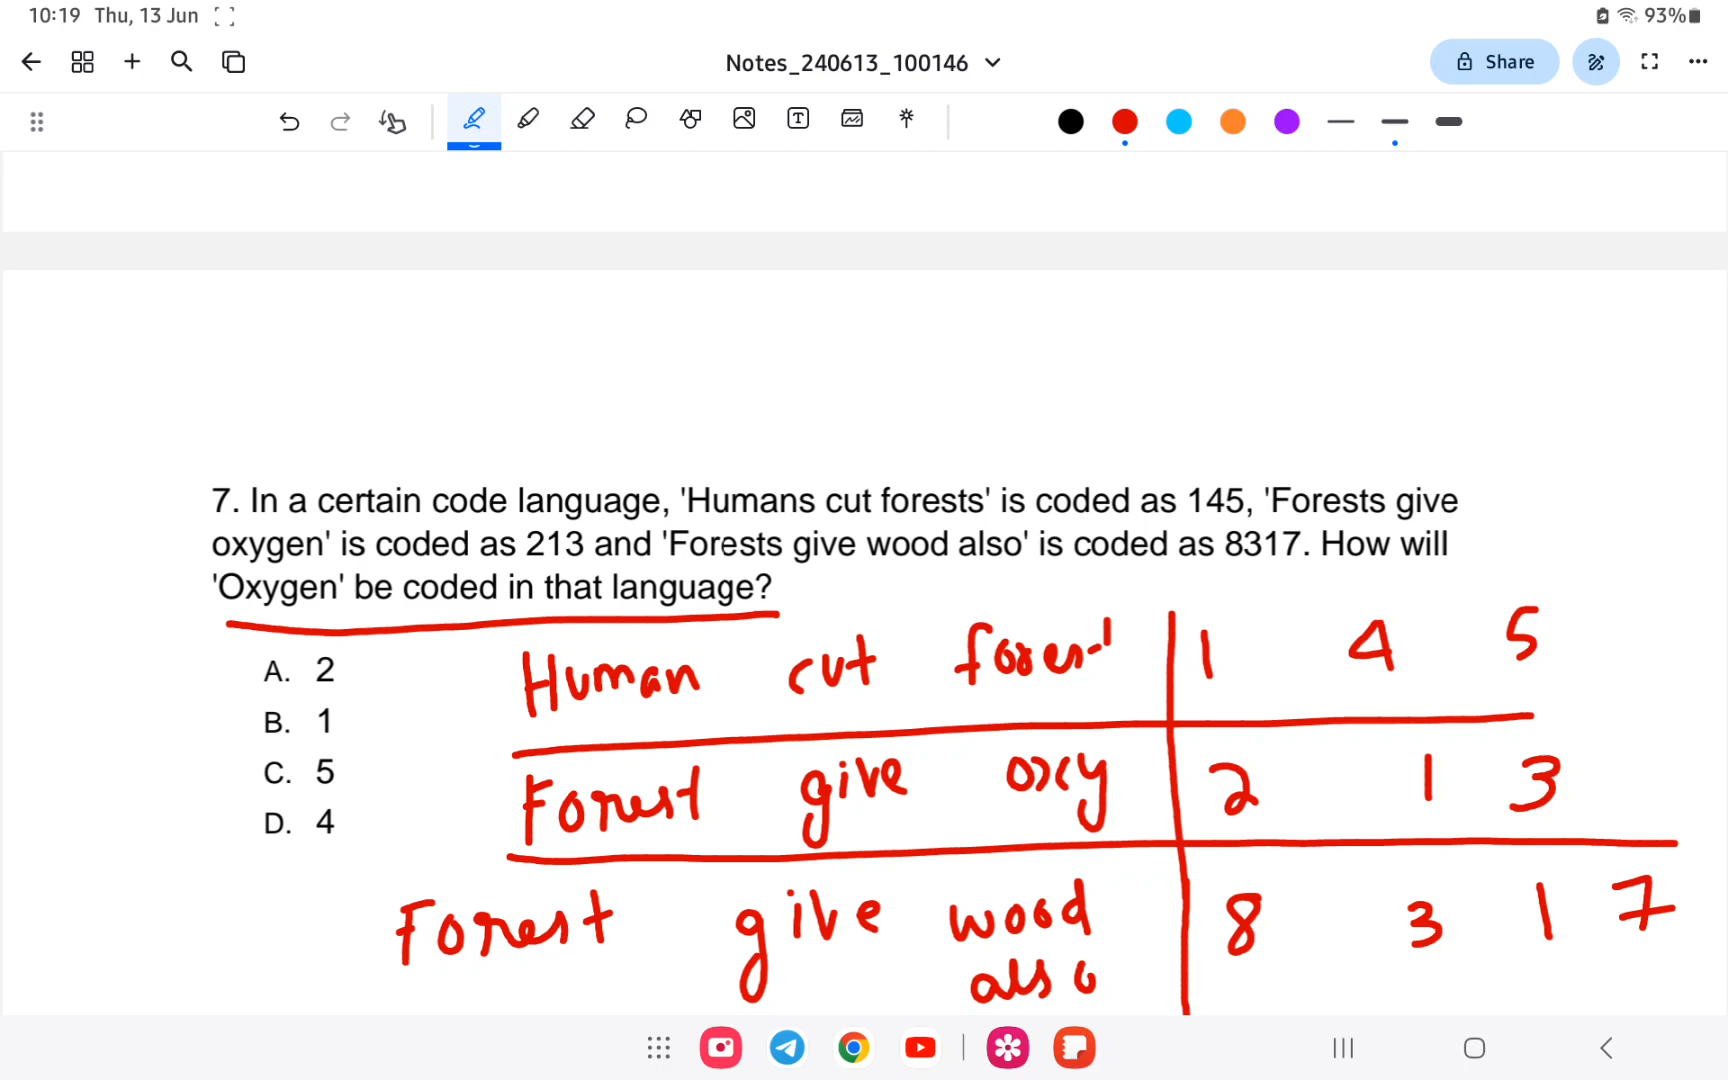 10:19 Thu, 13 Jun 93%
Notes_240613_100146 Share
7. In a certain code language, 'Humans cut forests' is coded as 145, 'Forests give
oxygen' is coded as 213 and 'Forests give wood also' is coded as 8317. How will
'Oxygen' be coded in that language?
A. 2
B. 1
C. 5
D. 4
Human cut forest 1 4 5
Forest give oxy 2 1 3
Forest give wood 8 3 1 7
also